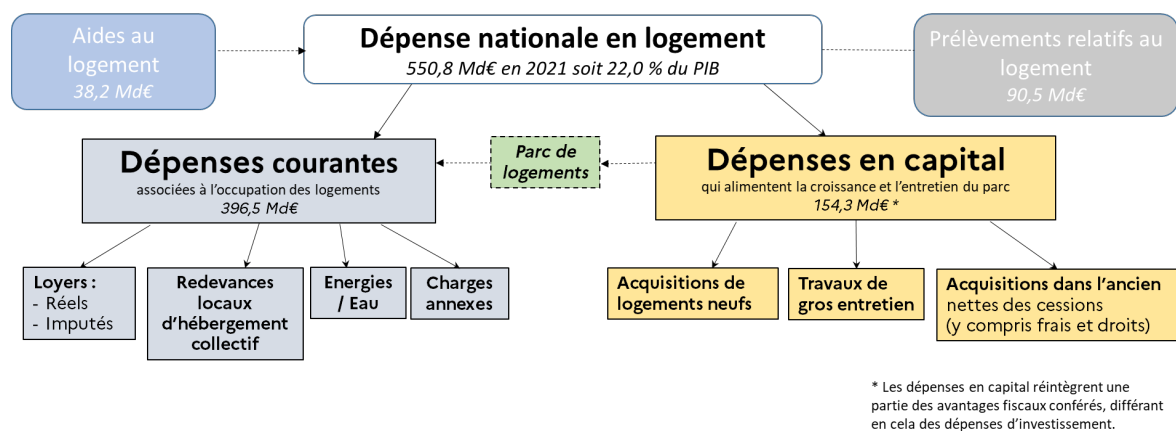 Aides au
logement
38,2 Md€
Dépense nationale en logement
550,8 Md€ en 2021 soit 22,0 % du PIB
Prélèvements relatifs au
logement
90,5 Md€
Dépenses courantes
associées à l'occupation des logements
396,5 Md€
Parc de
logements
Dépenses en capital
qui alimentent la croissance et l'entretien du parc
154,3 Md€ *
Loyers :
- Réels
- Imputés
Redevances
locaux
d'hébergement
collectif
Energies
/ Eau
Charges
annexes
Acquisitions de
logements neufs
Travaux de
gros entretien
Acquisitions dans l'ancien
nettes des cessions
(y compris frais et droits)
* Les dépenses en capital réintègrent une
partie des avantages fiscaux conférés, différant
en cela des dépenses d'investissement.